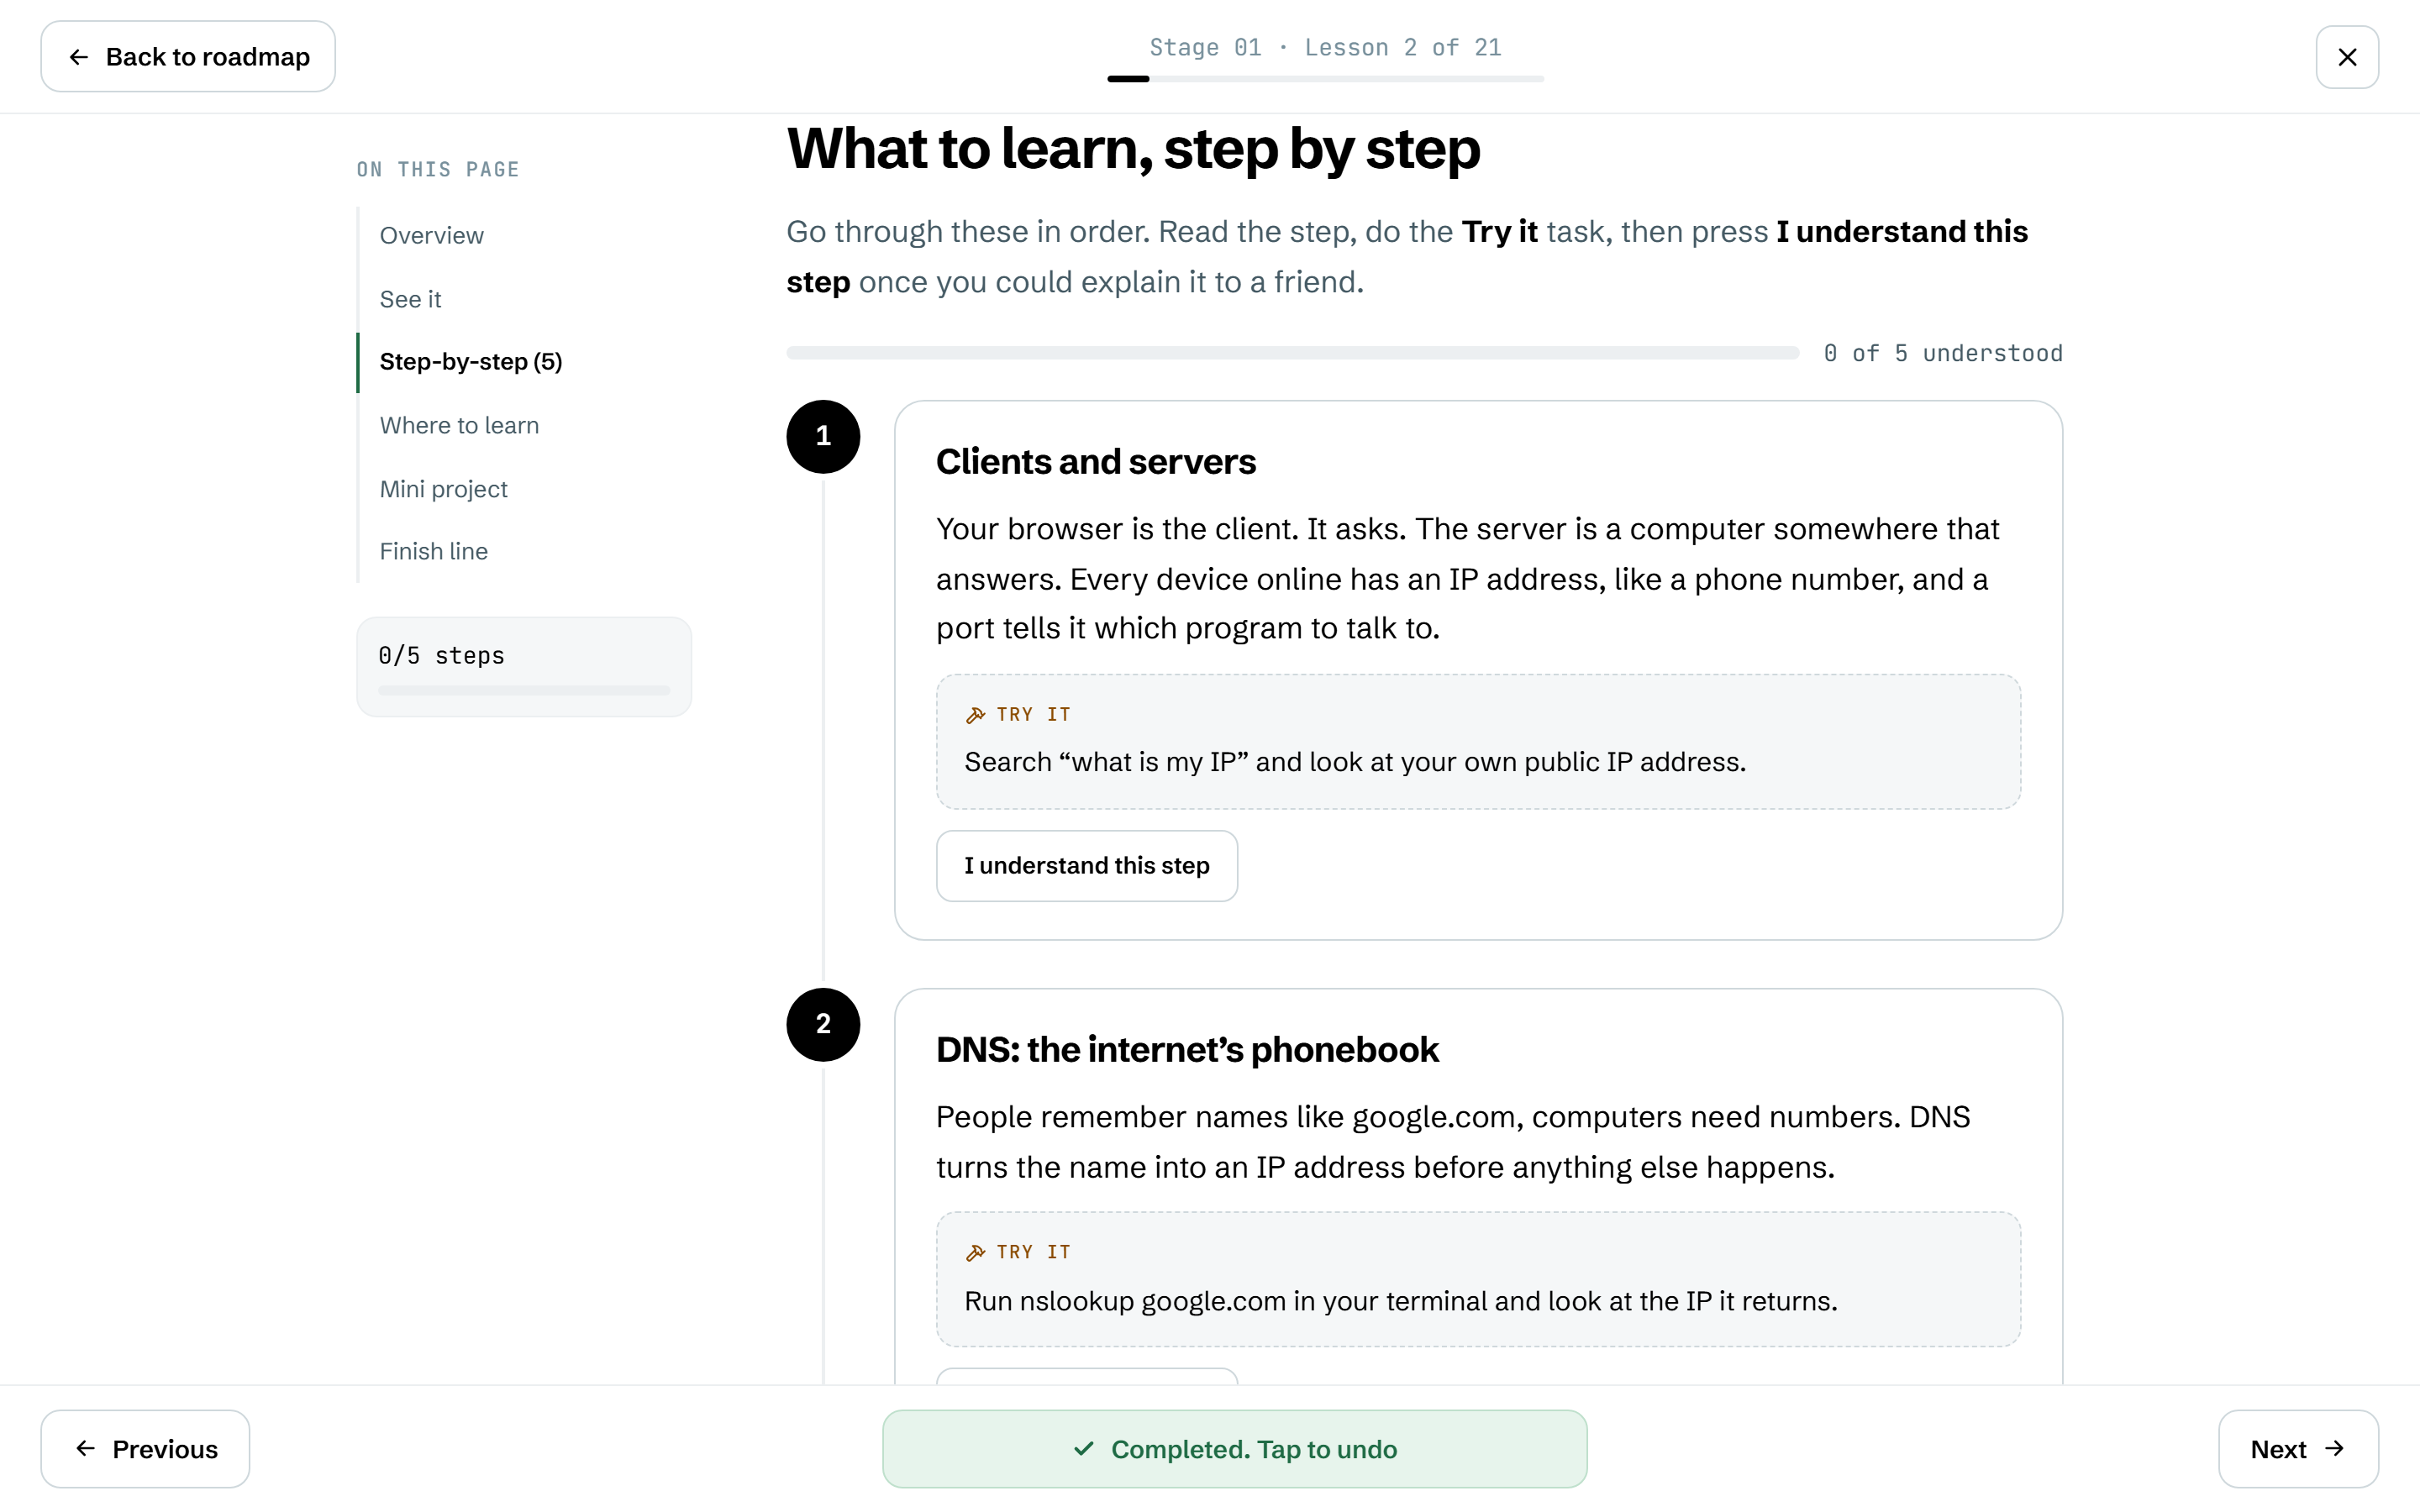 Back to roadmap
Stage 01 · Lesson 2 of 21
ON THIS PAGE
Overview
See it
Step-by-step (5)
Where to learn
Mini project
Finish line
0/5 steps
What to learn, step by step
Go through these in order. Read the step, do the Try it task, then press I understand this
step once you could explain it to a friend.
0 of 5 understood
1
Clients and servers
Your browser is the client. It asks. The server is a computer somewhere that
answers. Every device online has an IP address, like a phone number, and a
port tells it which program to talk to.
TRY IT
Search “what is my IP” and look at your own public IP address.
I understand this step
2
DNS: the internet’s phonebook
People remember names like google.com, computers need numbers. DNS
turns the name into an IP address before anything else happens.
TRY IT
Run nslookup google.com in your terminal and look at the IP it returns.
Previous
Completed. Tap to undo
Next